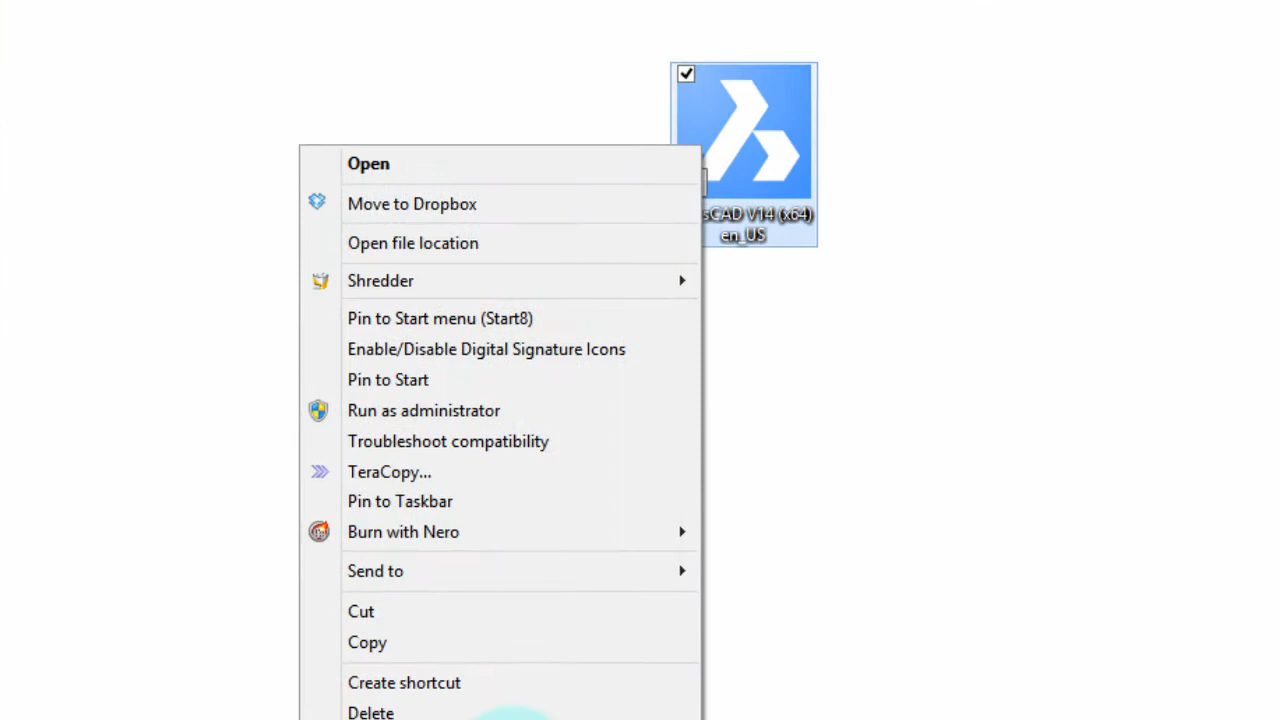 Open
Move to Dropbox
Open file location
Shredder
Pin to Start menu (Start8)
Enable/Disable Digital Signature Icons
Pin to Start
Run as administrator
Troubleshoot compatibility
TeraCopy...
Pin to Taskbar
Burn with Nero
Send to
Cut
Copy
Create shortcut
Delete
sCAD V14 (x64)
en_US